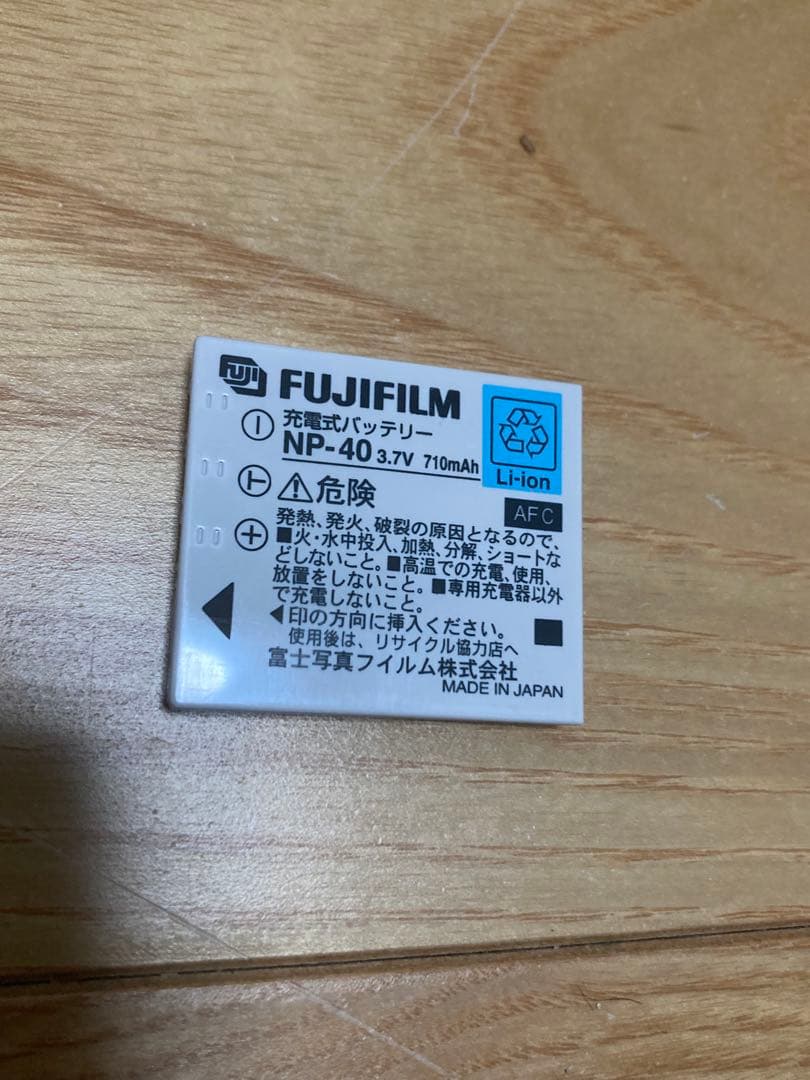 FUJI FUJIFILM
充電式バッテリー
NP-40 3.7V 710mAh
Li-ion
⚠危険
AFC
発熱、発火、破裂の原因となるので、
■火・水中投入、加熱、分解、ショートな
どしないこと。■高温での充電、使用、
放置をしないこと。■専用充電器以外
で充電しないこと。
◀印の方向に挿入ください。
使用後は、リサイクル協力店へ
富士写真フイルム株式会社
MADE IN JAPAN